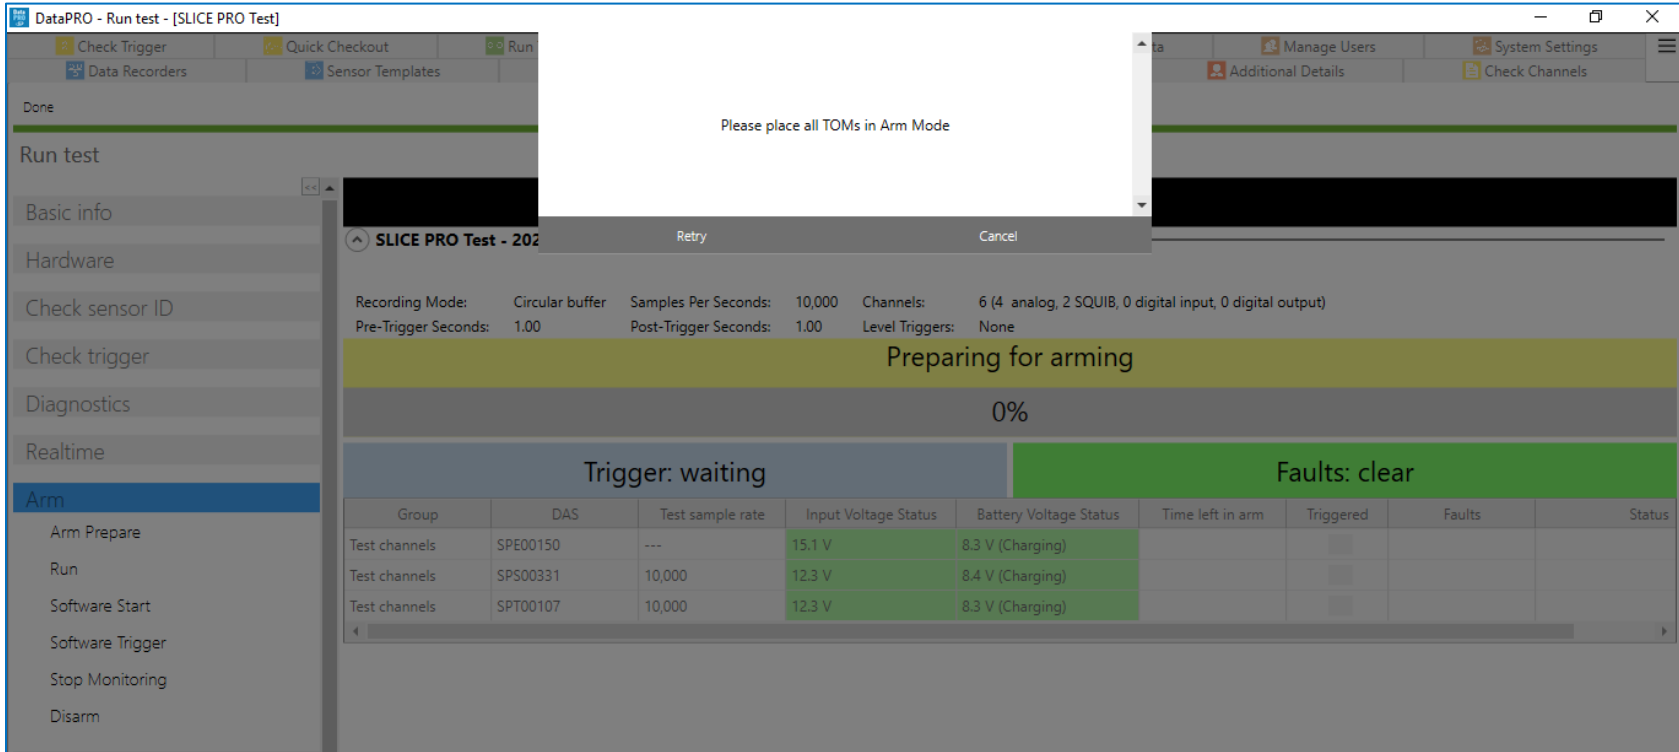 DataPRO - Run test - [SLICE PRO Test]
Check Trigger Quick Checkout Run Manage Users System Settings
Data Recorders Sensor Templates Additional Details Check Channels
Done
Please place all TOMs in Arm Mode
Retry Cancel
Run test
<<
Basic info
Hardware
Check sensor ID
Check trigger
Diagnostics
Realtime
Arm
Arm Prepare
Run
Software Start
Software Trigger
Stop Monitoring
Disarm
SLICE PRO Test - 202
Recording Mode: Circular buffer Samples Per Seconds: 10,000 Channels: 6 (4 analog, 2 SQUIB, 0 digital input, 0 digital output)
Pre-Trigger Seconds: 1.00 Post-Trigger Seconds: 1.00 Level Triggers: None
Preparing for arming
0%
Trigger: waiting Faults: clear
Group DAS Test sample rate Input Voltage Status Battery Voltage Status Time left in arm Triggered Faults Status
Test channels SPE00150 --- 15.1 V 8.3 V (Charging)
Test channels SPS00331 10,000 12.3 V 8.4 V (Charging)
Test channels SPT00107 10,000 12.3 V 8.3 V (Charging)